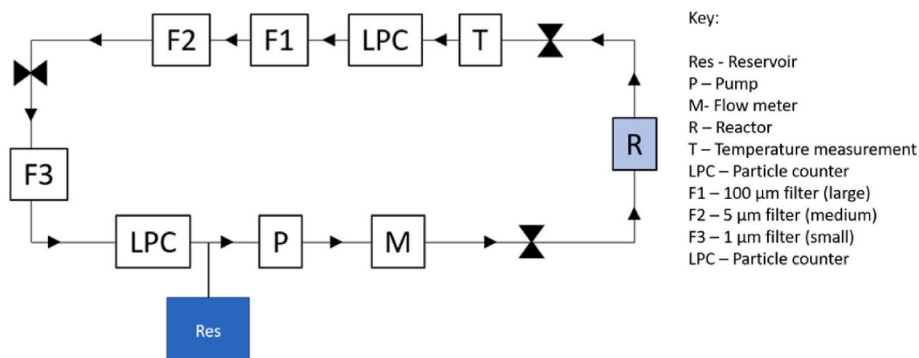 F2
F1
LPC
T
F3
R
LPC
P
M
Res
Key:
Res - Reservoir
P – Pump
M- Flow meter
R – Reactor
T – Temperature measurement
LPC – Particle counter
F1 – 100 µm filter (large)
F2 – 5 µm filter (medium)
F3 – 1 µm filter (small)
LPC – Particle counter